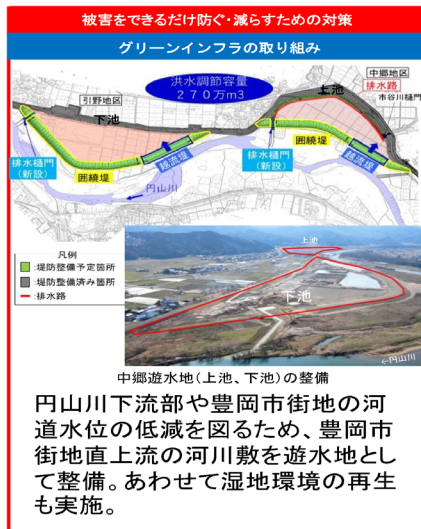 被害をできるだけ防ぐ・減らすための対策
グリーンインフラの取り組み
洪水調節容量
270万m3
中郷地区
排水路
市谷川樋門
引野地区
上池
下池
越流堤
越流堤
排水樋門
(新設)
囲繞堤
排水樋門
(新設)
囲繞堤
円山川
凡例
:堤防整備予定箇所
:堤防整備済み箇所
:排水路
上池
下池
←円山川
中郷遊水地(上池、下池)の整備
円山川下流部や豊岡市街地の河
道水位の低減を図るため、豊岡市
街地直上流の河川敷を遊水地とし
て整備。あわせて湿地環境の再生
も実施。